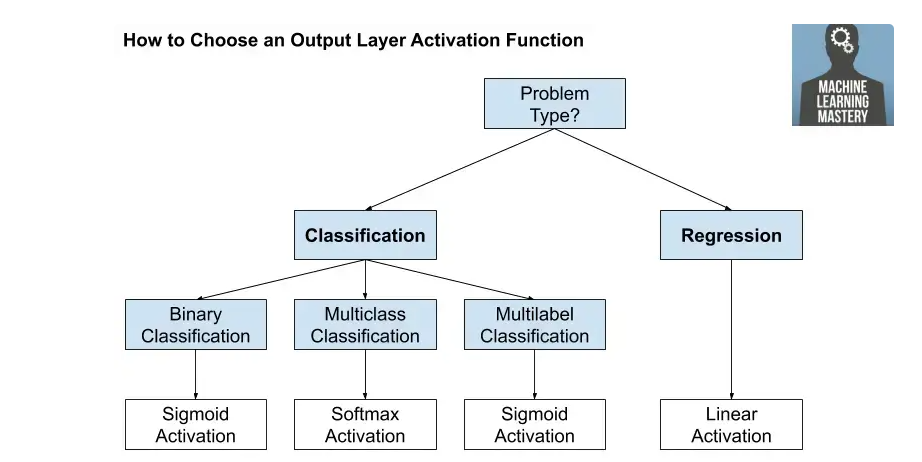 How to Choose an Output Layer Activation Function
MACHINE
LEARNING
MASTERY
Problem
Type?
Classification
Regression
Binary
Classification
Multiclass
Classification
Multilabel
Classification
Sigmoid
Activation
Softmax
Activation
Sigmoid
Activation
Linear
Activation